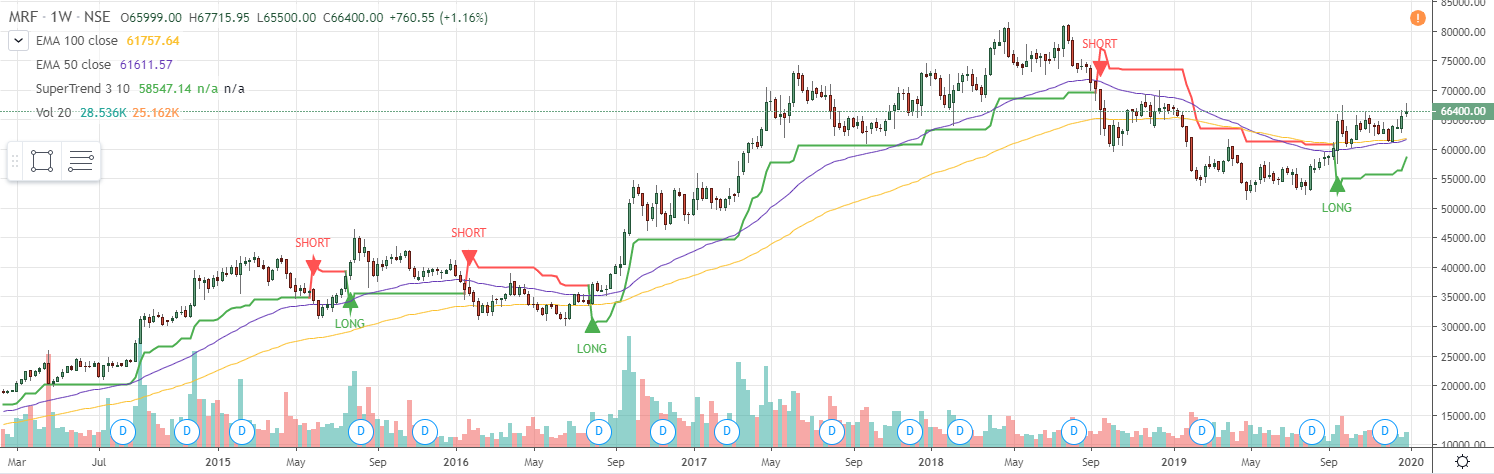 MRF · 1W · NSE O65999.00 H67715.95 L65500.00 C66400.00 +760.55 (+1.16%)
EMA 100 close 61757.64
EMA 50 close 61611.57
SuperTrend 3 10 58547.14 n/a n/a
Vol 20 28.536K 25.162K
SHORT
LONG
SHORT
LONG
SHORT
LONG
85000.00
80000.00
75000.00
70000.00
66400.00
65000.00
60000.00
55000.00
50000.00
45000.00
40000.00
35000.00
30000.00
25000.00
20000.00
15000.00
10000.00
D D D D D D D D D D D D D D D
Mar Jul 2015 May Sep 2016 May Sep 2017 May Sep 2018 May Sep 2019 May Sep 2020